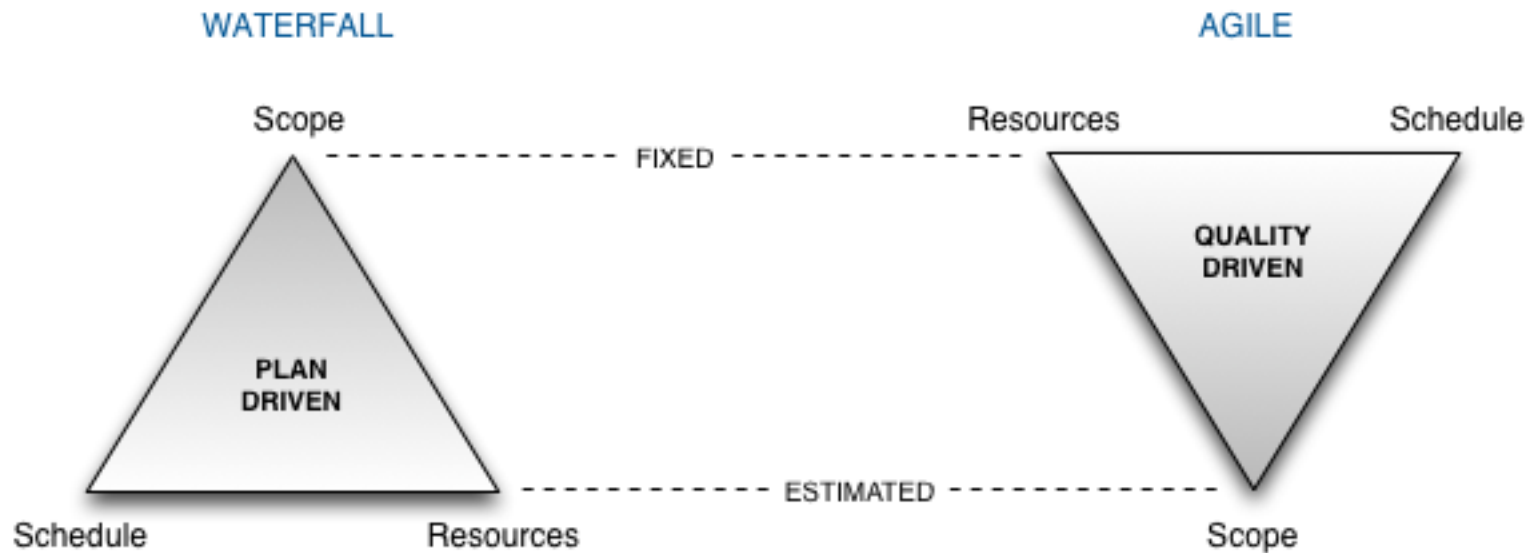 WATERFALL
AGILE
Scope
Resources
Schedule
FIXED
QUALITY
DRIVEN
PLAN
DRIVEN
ESTIMATED
Schedule
Resources
Scope